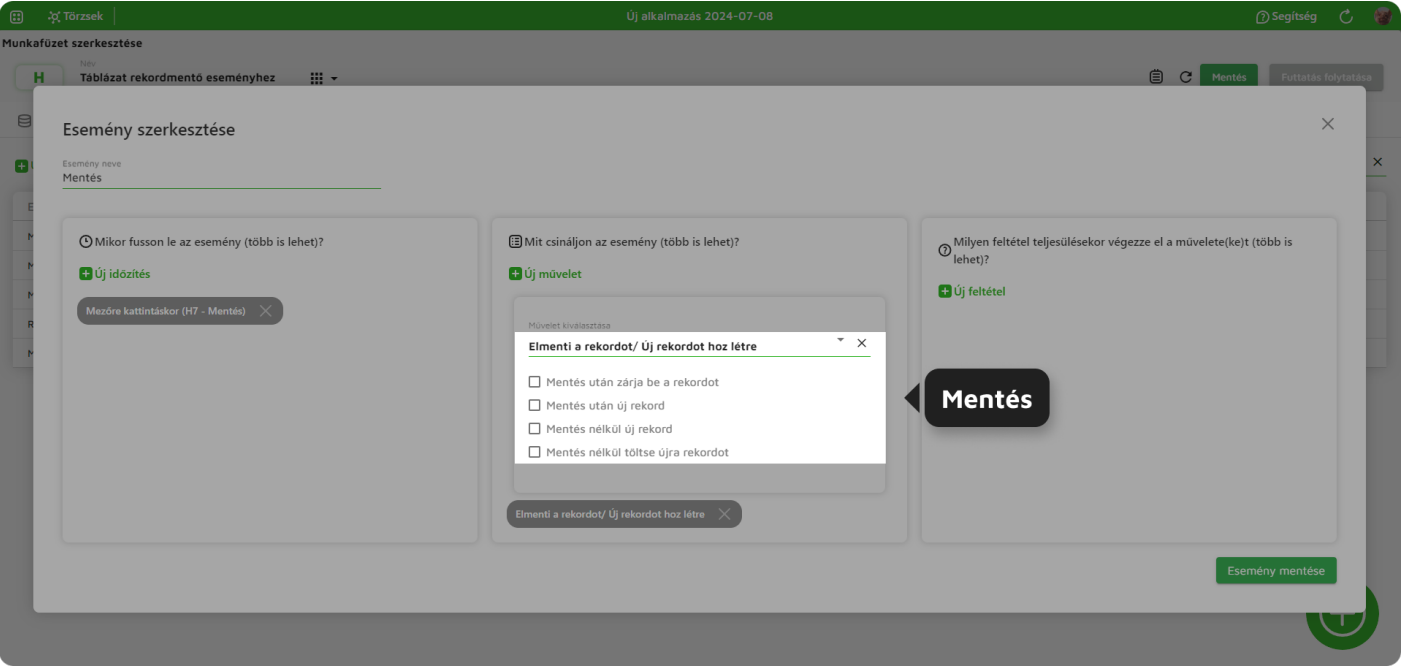 Törzsek
Új alkalmazás 2024-07-08
Segítség
Munkafüzet szerkesztése
H
Név
Táblázat rekordmentő eseményhez
Mentés
Futtatás folytatása
Esemény szerkesztése
Esemény neve
Mentés
Mikor fusson le az esemény (több is lehet)?
Új időzítés
Mezőre kattintáskor (H7 - Mentés)
Mit csináljon az esemény (több is lehet)?
Új művelet
Művelet kiválasztása
Elmenti a rekordot/ Új rekordot hoz létre
Mentés után zárja be a rekordot
Mentés után új rekord
Mentés nélkül új rekord
Mentés nélkül töltse újra rekordot
Elmenti a rekordot/ Új rekordot hoz létre
Mentés
Milyen feltétel teljesülésekor végezze el a művelete(ke)t (több is
lehet)?
Új feltétel
Esemény mentése